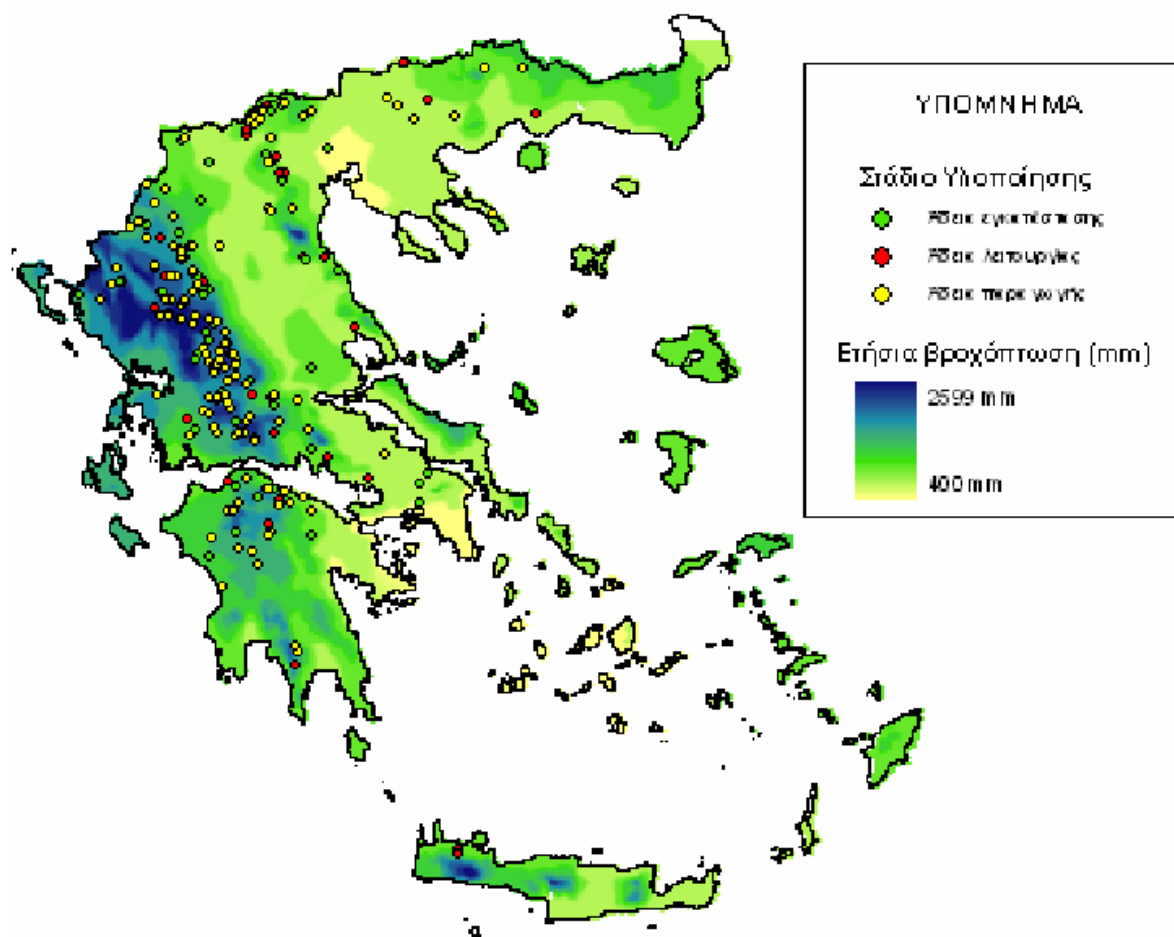 ΥΠΟΜΝΗΜΑ
Στάδιο Υλοποίησης
Άδεια εγκατάστασης
Άδεια λειτουργίας
Άδεια παραγωγής
Ετήσια βροχόπτωση (mm)
2599 mm
400 mm